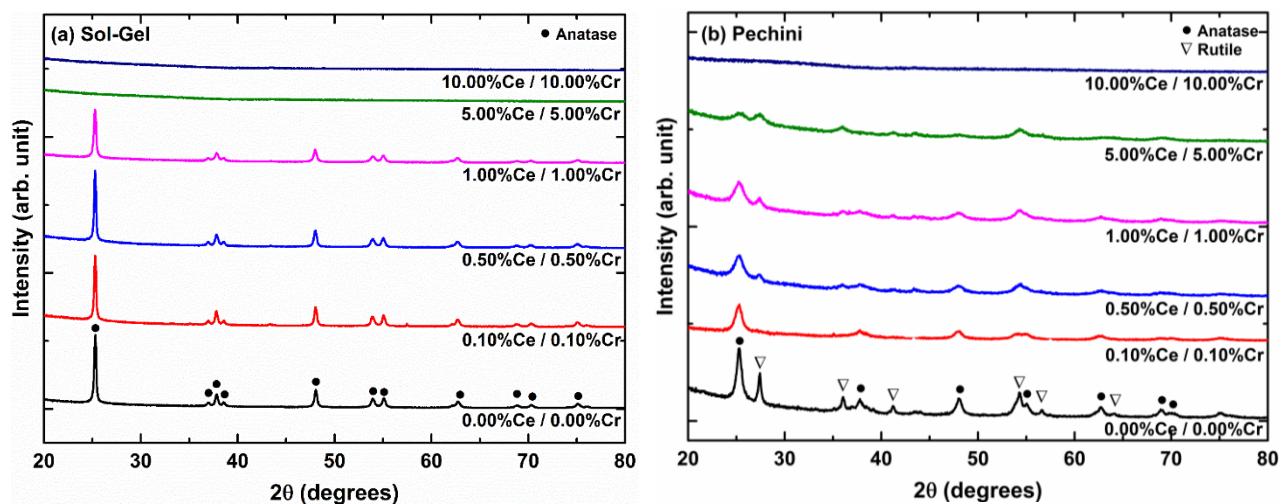 (a) Sol-Gel
● Anatase
10.00%Ce / 10.00%Cr
5.00%Ce / 5.00%Cr
1.00%Ce / 1.00%Cr
0.50%Ce / 0.50%Cr
0.10%Ce / 0.10%Cr
0.00%Ce / 0.00%Cr
Intensity (arb. unit)
20 30 40 50 60 70 80
2θ (degrees)
(b) Pechini
● Anatase
▽ Rutile
10.00%Ce / 10.00%Cr
5.00%Ce / 5.00%Cr
1.00%Ce / 1.00%Cr
0.50%Ce / 0.50%Cr
0.10%Ce / 0.10%Cr
0.00%Ce / 0.00%Cr
Intensity (arb. unit)
20 30 40 50 60 70 80
2θ (degrees)